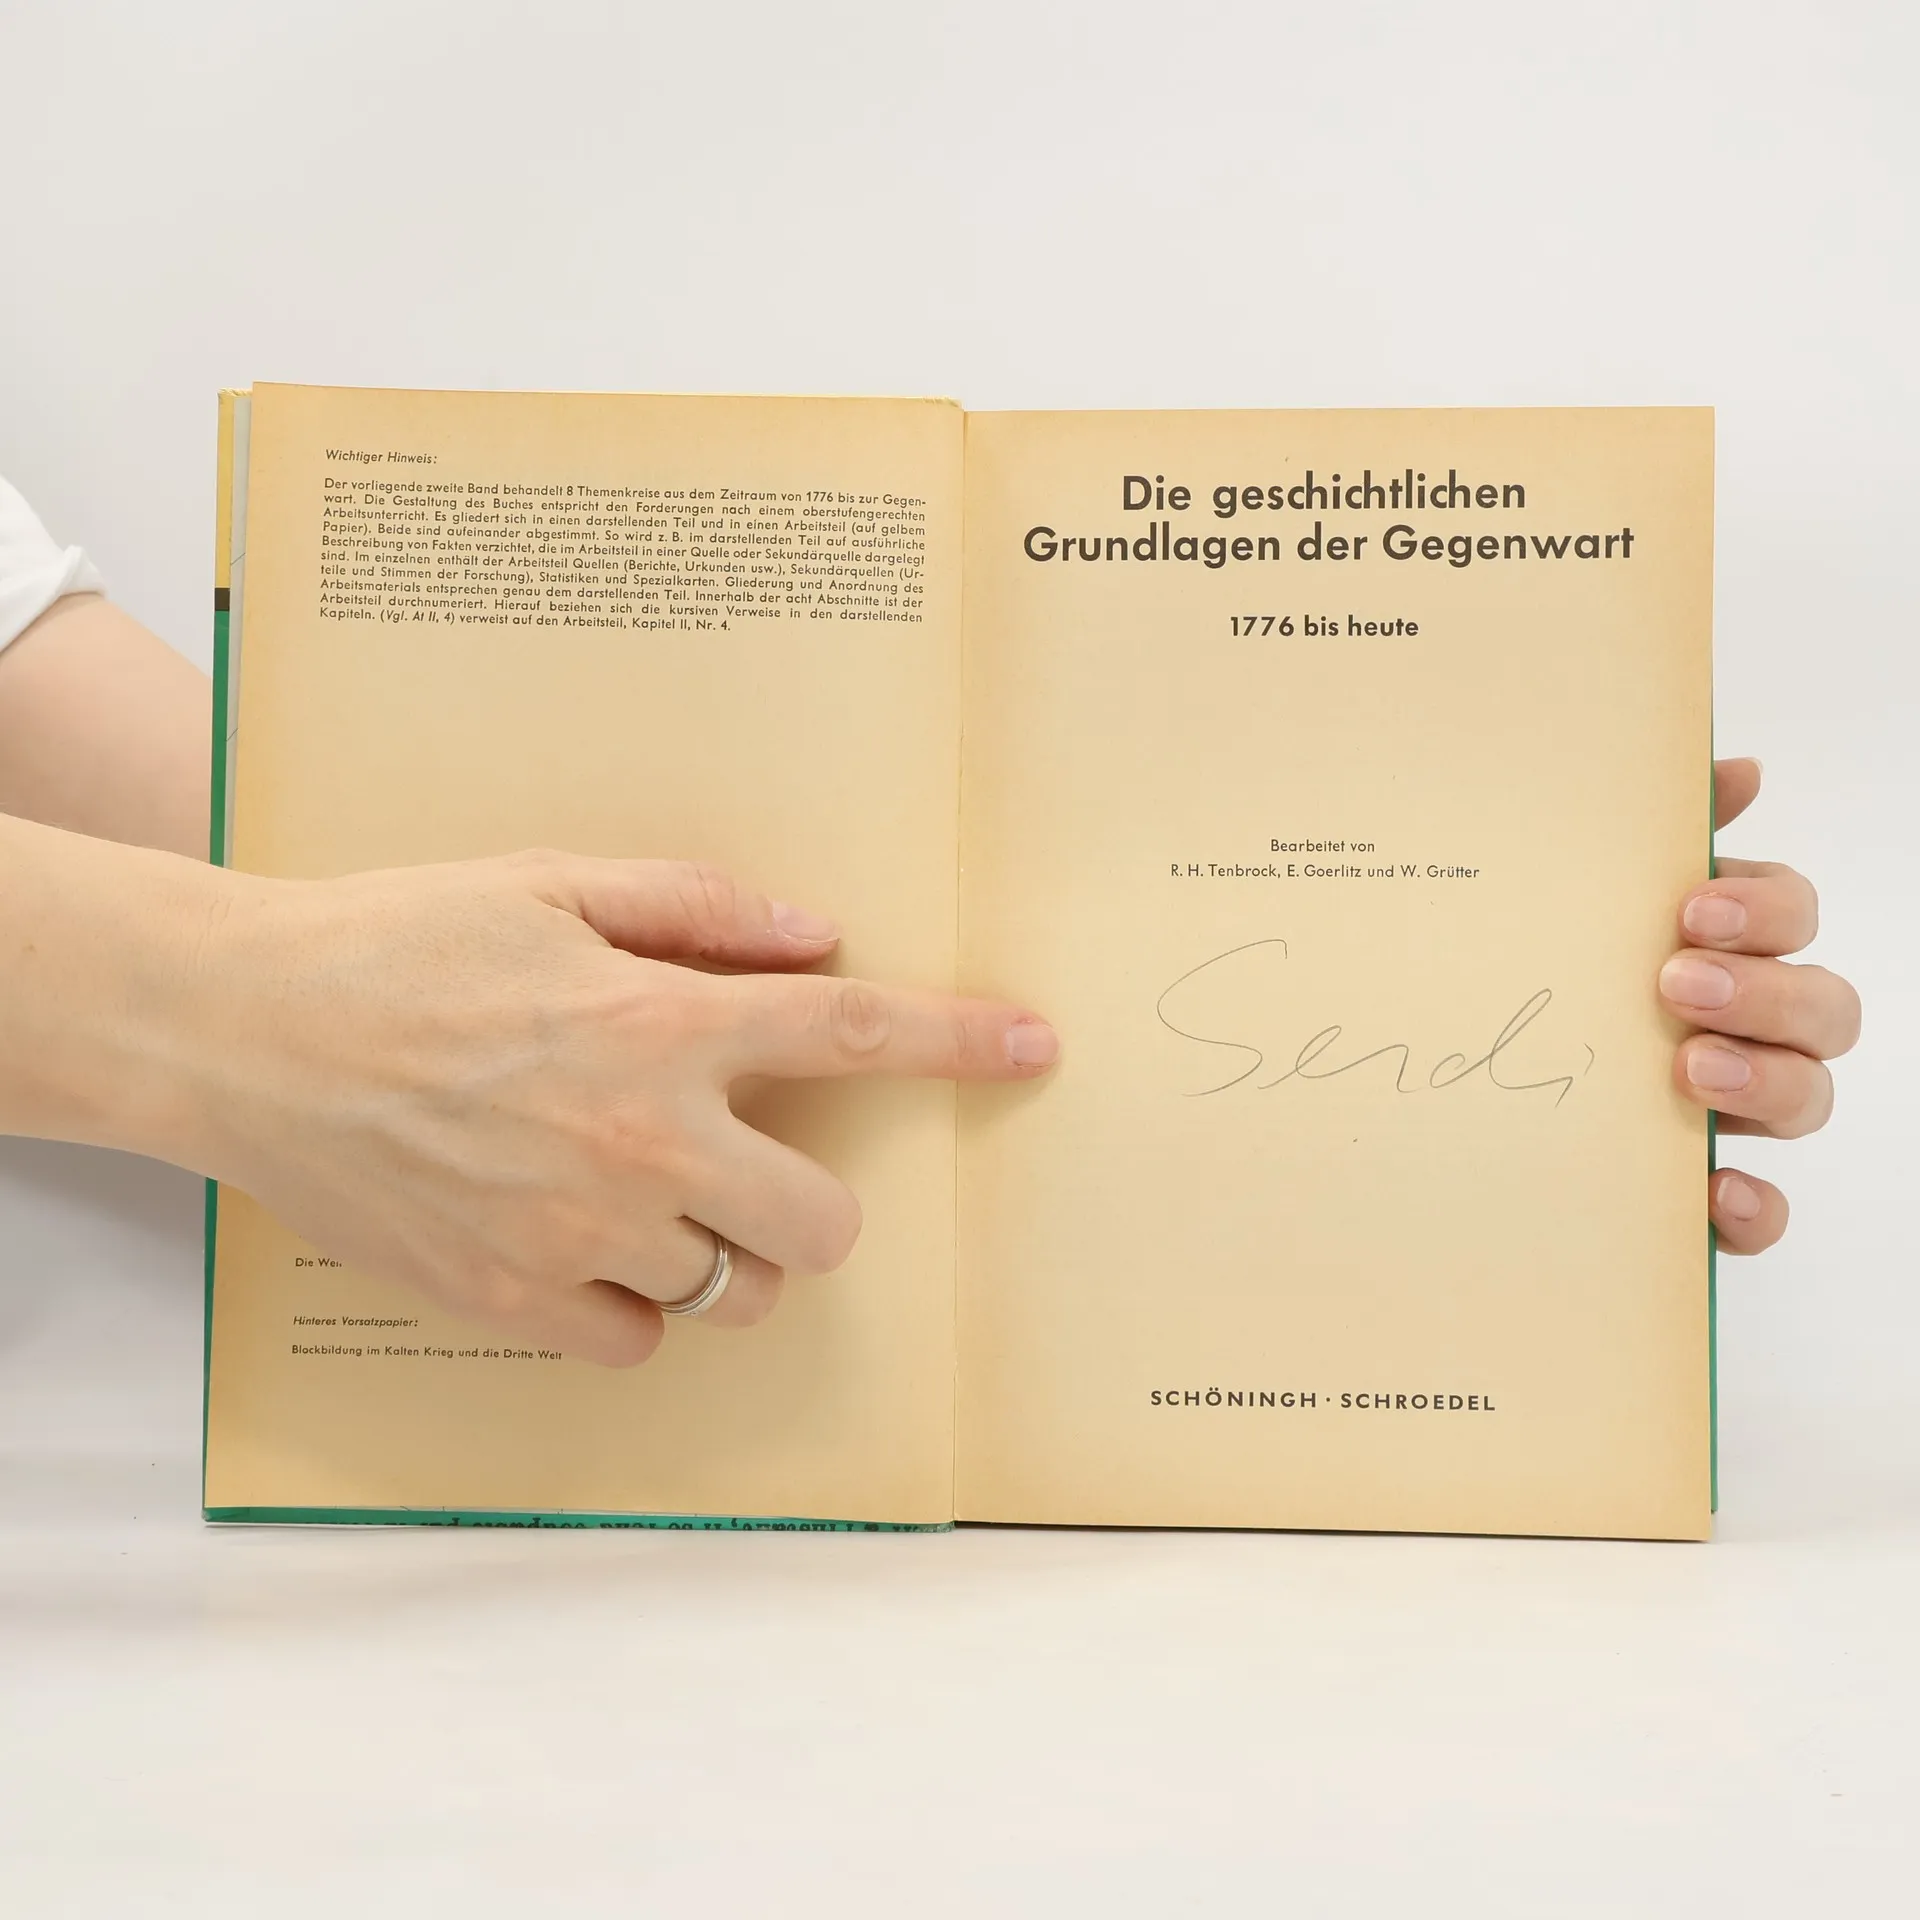 Wichtiger Hinweis:
Der vorliegende zweite Band behandelt 8 Themenkreise aus dem Zeitraum von 1776 bis zur Gegen-
wart. Die Gestaltung des Buches entspricht den Forderungen nach einem oberstufengerechten
Arbeitsunterricht. Es gliedert sich in einen darstellenden Teil und in einen Arbeitsteil (auf gelbem
Papier). Beide sind aufeinander abgestimmt. So wird z. B. im darstellenden Teil auf ausführliche
Beschreibung von Fakten verzichtet, die im Arbeitsteil in einer Quelle oder Sekundärquelle dargelegt
sind. Im einzelnen enthält der Arbeitsteil Quellen (Berichte, Urkunden usw.), Sekundärquellen (Ur-
teile und Stimmen der Forschung), Statistiken und Spezialkarten. Gliederung und Anordnung des
Arbeitsmaterials entsprechen genau dem darstellenden Teil. Innerhalb der acht Abschnitte ist der
Arbeitsteil durchnumeriert. Hierauf beziehen sich die kursiven Verweise in den darstellenden
Kapiteln. (Vgl. At II, 4) verweist auf den Arbeitsteil, Kapitel II, Nr. 4.
Die
Hinteres Vorsatzpapier:
Blockbildung im Kalten Krieg und die Dritte Welt
Die geschichtlichen
Grundlagen der Gegenwart
1776 bis heute
Bearbeitet von
R. H. Tenbrock, E. Goerlitz und W. Grütter
SCHÖNINGH · SCHROEDEL